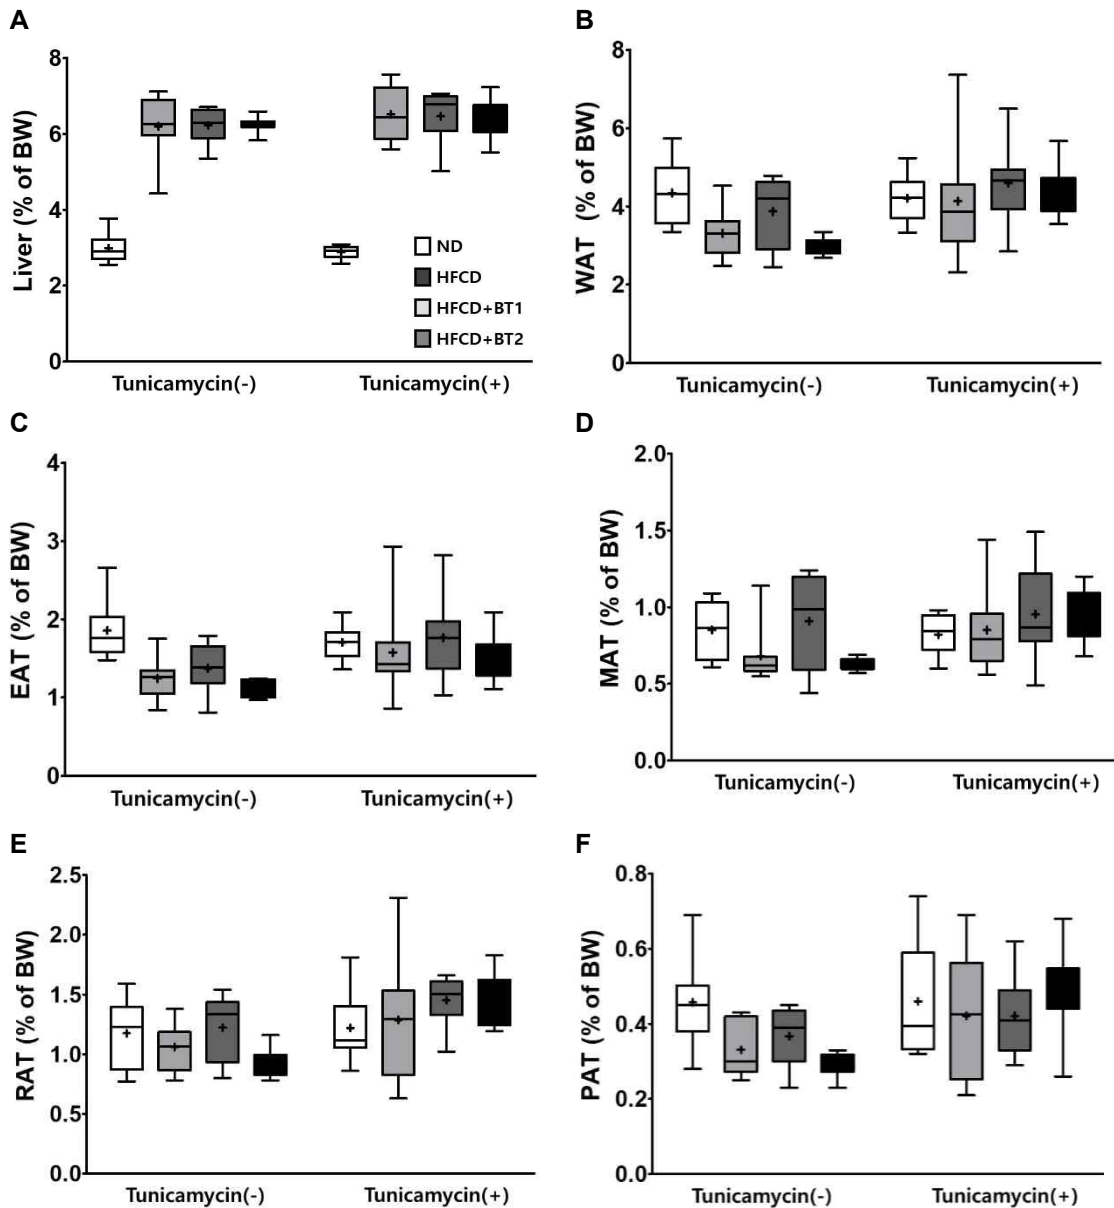 A
Liver (% of BW)
8
6
4
2
0
ND
HFCD
HFCD+BT1
HFCD+BT2
Tunicamycin(-) Tunicamycin(+)
B
WAT (% of BW)
8
6
4
2
0
Tunicamycin(-) Tunicamycin(+)
C
EAT (% of BW)
4
3
2
1
0
Tunicamycin(-) Tunicamycin(+)
D
MAT (% of BW)
2.0
1.5
1.0
0.5
0.0
Tunicamycin(-) Tunicamycin(+)
E
RAT (% of BW)
2.5
2.0
1.5
1.0
0.5
0.0
Tunicamycin(-) Tunicamycin(+)
F
PAT (% of BW)
0.8
0.6
0.4
0.2
0.0
Tunicamycin(-) Tunicamycin(+)